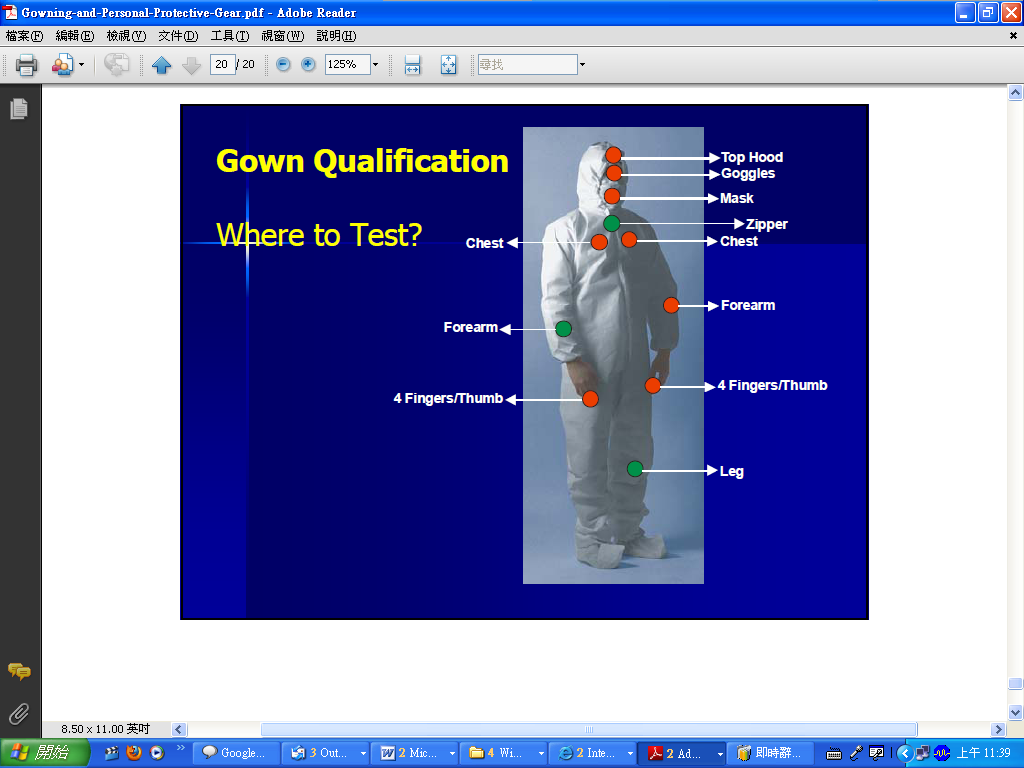 Gowning-and-Personal-Protective-Gear.pdf - Adobe Reader
檔案(F) 編輯(E) 檢視(V) 文件(D) 工具(T) 視窗(W) 說明(H)
20 / 20 125% 尋找
Gown Qualification
Where to Test?
Top Hood
Goggles
Mask
Zipper
Chest
Chest
Forearm
Forearm
4 Fingers/Thumb
4 Fingers/Thumb
Leg
8.50 x 11.00 英吋
開始 Google... 3 Out... 2 Mic... 4 Wi... 2 Inte... 2 Ad... 即時辭... 上午 11:39